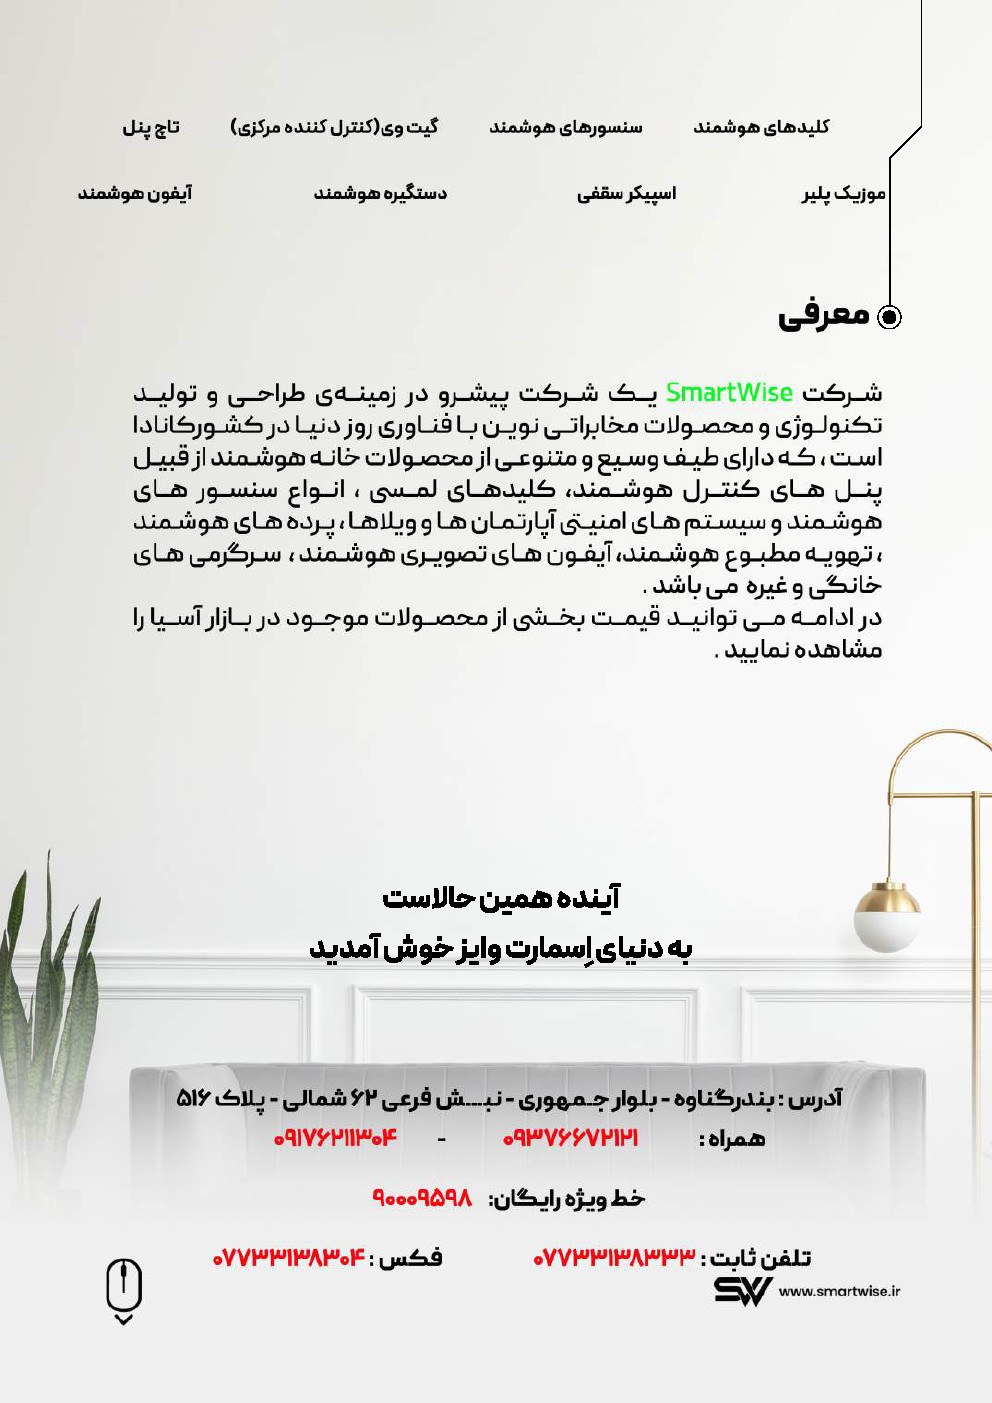 کلیدهای هوشمند سنسورهای هوشمند گیت وی(کنترل کننده مرکزی) تاچ پنل
موزیک پلیر اسپیکر سقفی دستگیره هوشمند آیفون هوشمند
معرفی
شرکت SmartWise یک شرکت پیشرو در زمینه‌ی طراحی و تولید
تکنولوژی و محصولات مخابراتی نوین با فناوری روز دنیا در کشورکانادا
است ، که دارای طیف وسیع و متنوعی از محصولات خانه هوشمند از قبیل
پنل های کنترل هوشمند، کلیدهای لمسی ، انواع سنسور های
هوشمند و سیستم های امنیتی آپارتمان ها و ویلاها ، پرده های هوشمند
، تهویه مطبوع هوشمند، آیفون های تصویری هوشمند ، سرگرمی های
خانگی و غیره می باشد .
در ادامه می توانید قیمت بخشی از محصولات موجود در بازار آسیا را
مشاهده نمایید .
آینده همین حالاست
به دنیای اِسمارت وایز خوش آمدید
آدرس : بندرگناوه - بلوار جمهوری - نبش فرعی ۶۲ شمالی - پلاک ۵۱۶
همراه : ۰۹۳۷۶۶۷۲۱۲۱ - ۰۹۱۷۶۲۱۱۳۰۴
خط ویژه رایگان: ۹۰۰۰۹۵۹۸
تلفن ثابت : ۰۷۷۳۳۱۳۸۳۳۳ فکس : ۰۷۷۳۳۱۳۸۳۰۴
SW www.smartwise.ir